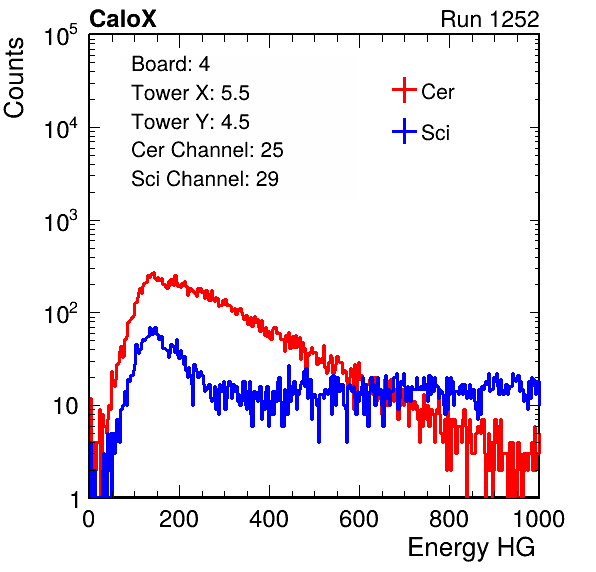 CaloX Run 1252
Counts
Board: 4
Tower X: 5.5
Tower Y: 4.5
Cer Channel: 25
Sci Channel: 29
Cer
Sci
10^5
10^4
10^3
10^2
10
1
0 200 400 600 800 1000
Energy HG